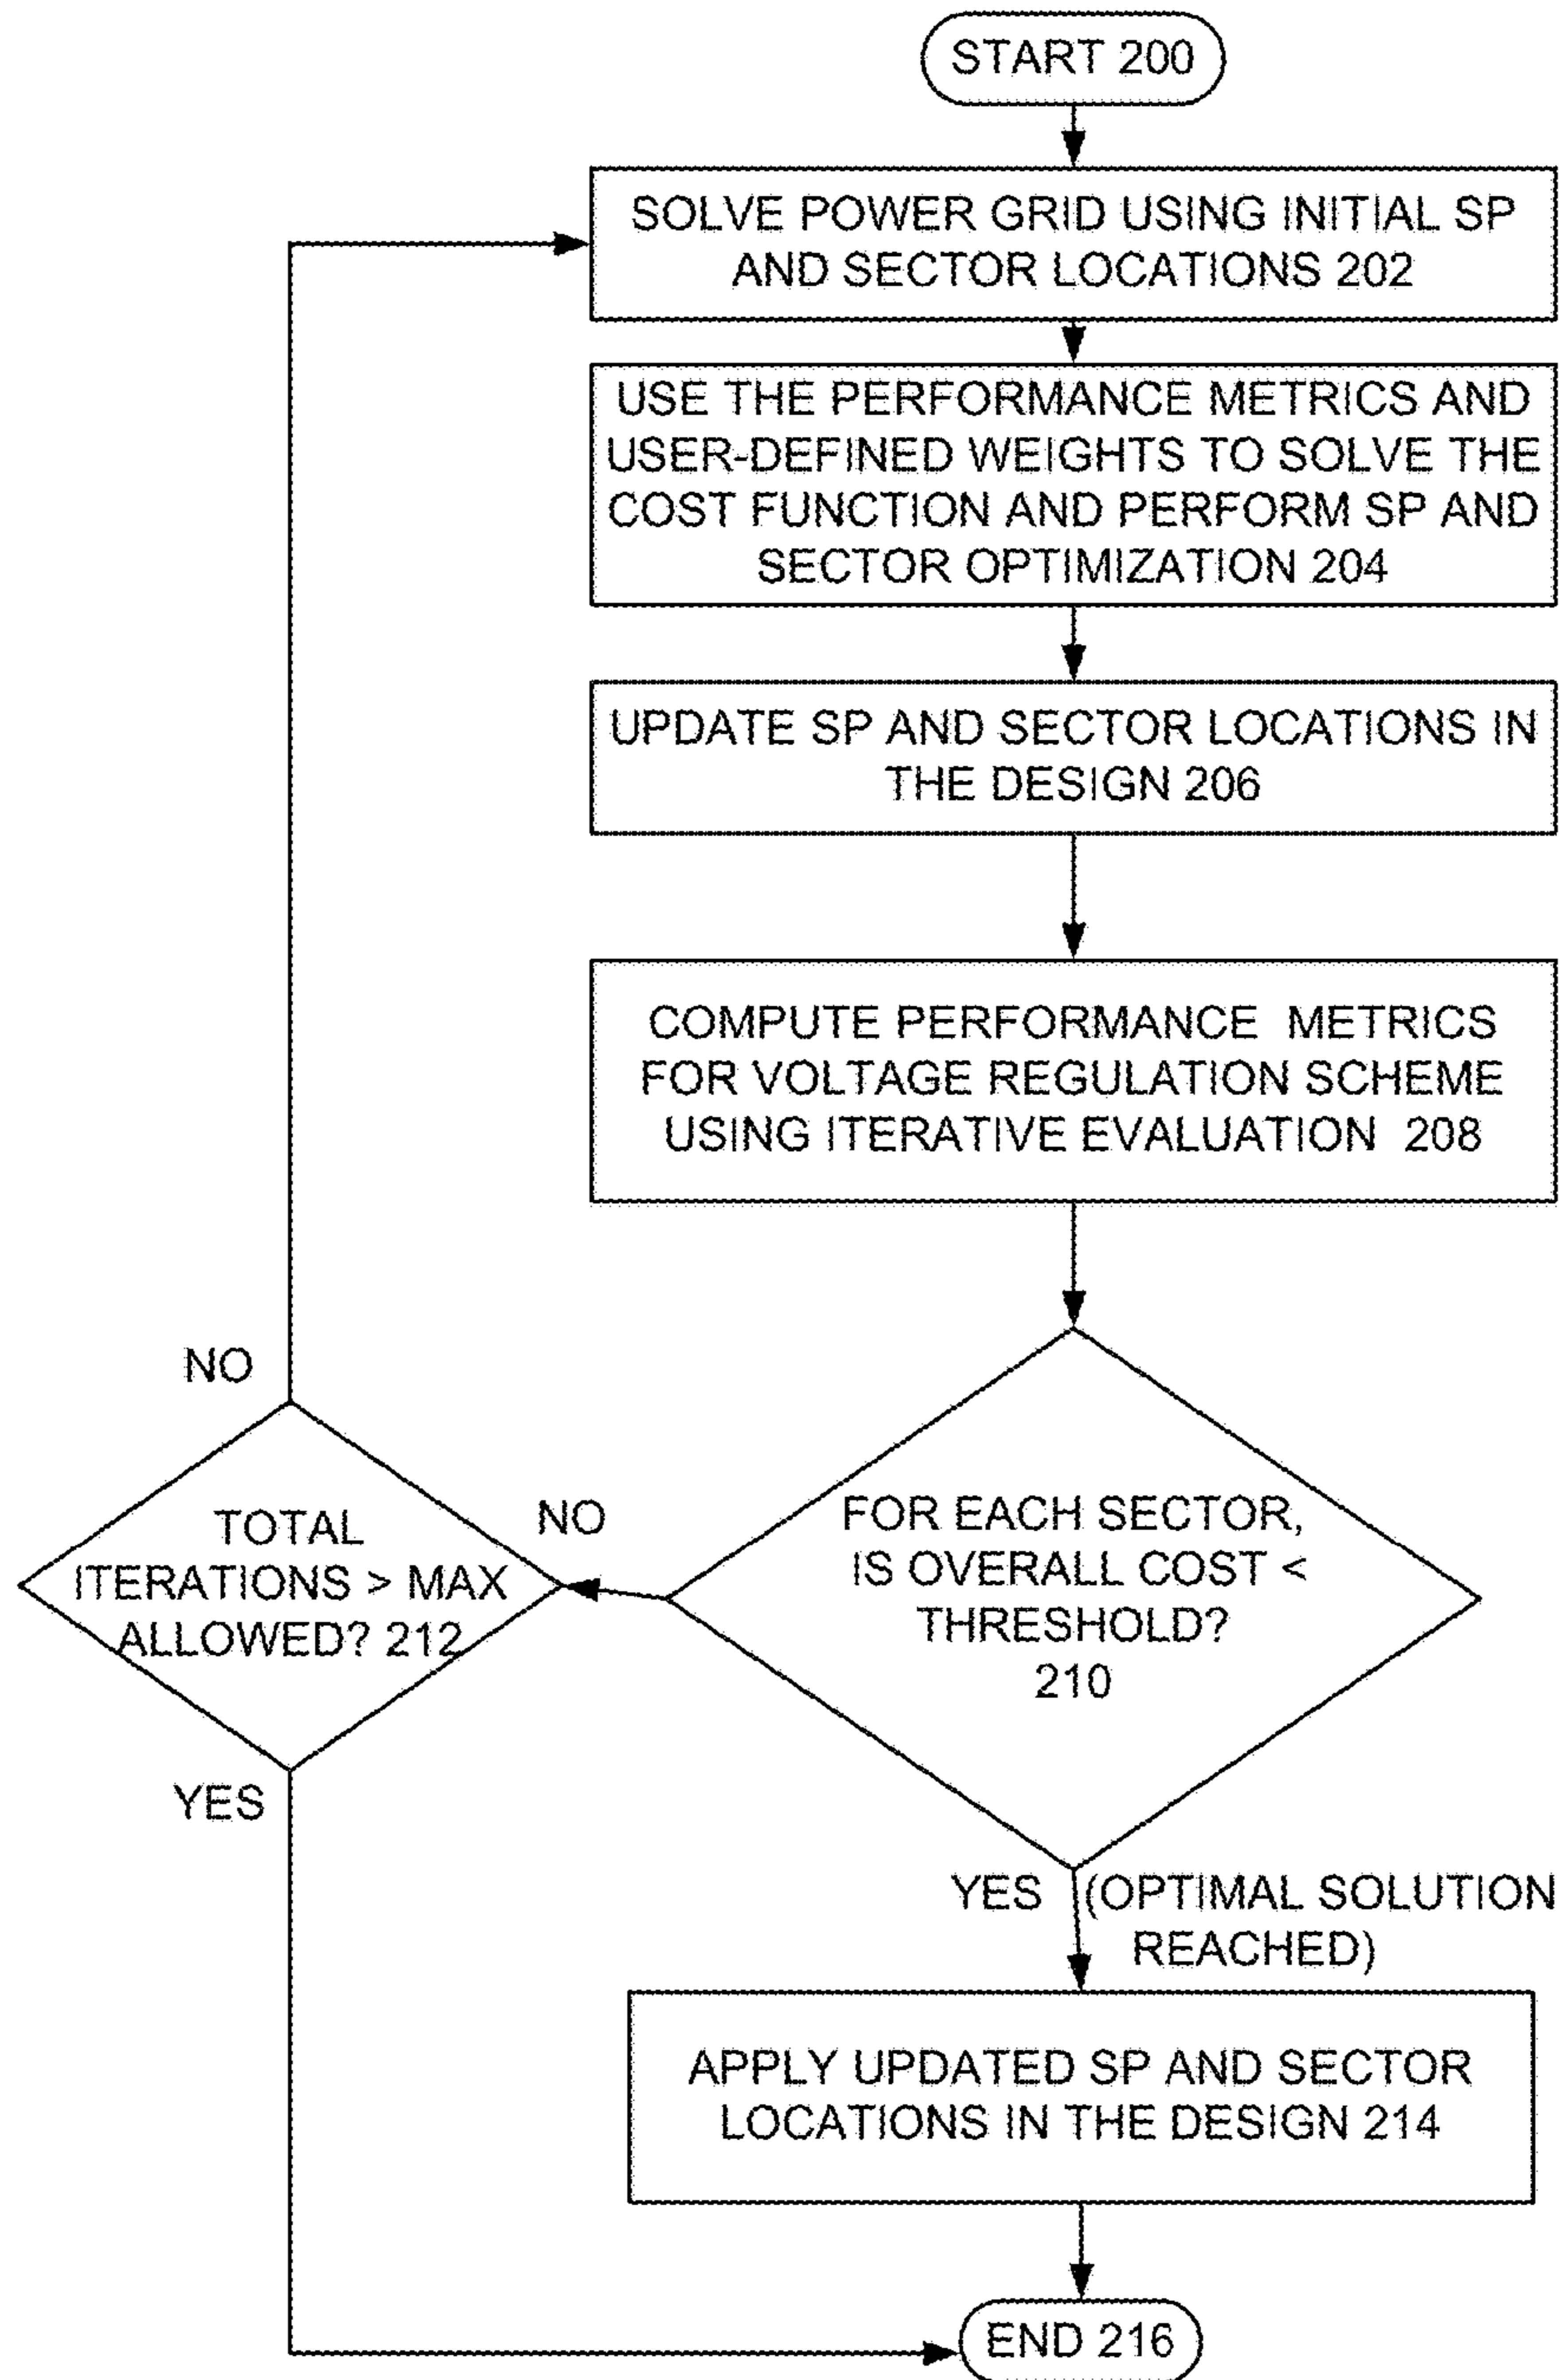 START 200
SOLVE POWER GRID USING INITIAL SP
AND SECTOR LOCATIONS 202
USE THE PERFORMANCE METRICS AND
USER-DEFINED WEIGHTS TO SOLVE THE
COST FUNCTION AND PERFORM SP AND
SECTOR OPTIMIZATION 204
UPDATE SP AND SECTOR LOCATIONS IN
THE DESIGN 206
COMPUTE PERFORMANCE METRICS
FOR VOLTAGE REGULATION SCHEME
USING ITERATIVE EVALUATION 208
FOR EACH SECTOR,
IS OVERALL COST <
THRESHOLD?
210
NO
TOTAL
ITERATIONS > MAX
ALLOWED? 212
NO
YES
YES (OPTIMAL SOLUTION
REACHED)
APPLY UPDATED SP AND SECTOR
LOCATIONS IN THE DESIGN 214
END 216